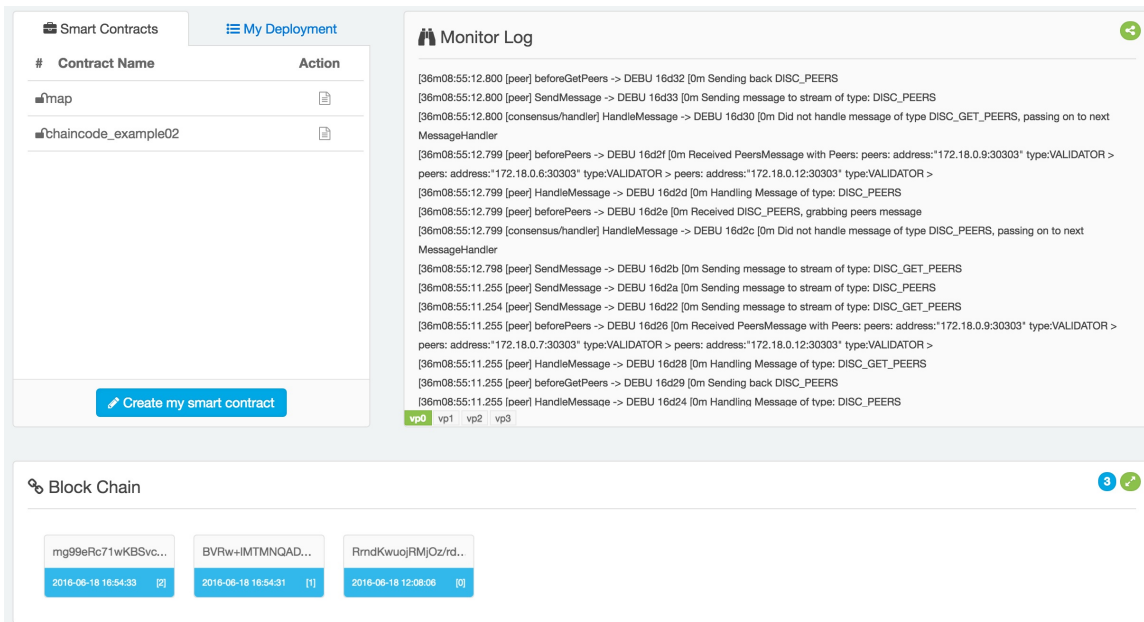 Smart Contracts
My Deployment
# Contract Name Action
map
chaincode_example02
Create my smart contract
Monitor Log
[36m08:55:12.800 [peer] beforeGetPeers -> DEBU 16d32 [0m Sending back DISC_PEERS
[36m08:55:12.800 [peer] SendMessage -> DEBU 16d33 [0m Sending message to stream of type: DISC_PEERS
[36m08:55:12.800 [consensus/handler] HandleMessage -> DEBU 16d30 [0m Did not handle message of type DISC_GET_PEERS, passing on to next
MessageHandler
[36m08:55:12.799 [peer] beforePeers -> DEBU 16d2f [0m Received PeersMessage with Peers: peers: address:"172.18.0.9:30303" type:VALIDATOR >
peers: address:"172.18.0.6:30303" type:VALIDATOR > peers: address:"172.18.0.12:30303" type:VALIDATOR >
[36m08:55:12.799 [peer] HandleMessage -> DEBU 16d2d [0m Handling Message of type: DISC_PEERS
[36m08:55:12.799 [peer] beforePeers -> DEBU 16d2e [0m Received DISC_PEERS, grabbing peers message
[36m08:55:12.799 [consensus/handler] HandleMessage -> DEBU 16d2c [0m Did not handle message of type DISC_PEERS, passing on to next
MessageHandler
[36m08:55:12.798 [peer] SendMessage -> DEBU 16d2b [0m Sending message to stream of type: DISC_GET_PEERS
[36m08:55:11.255 [peer] SendMessage -> DEBU 16d2a [0m Sending message to stream of type: DISC_PEERS
[36m08:55:11.254 [peer] SendMessage -> DEBU 16d22 [0m Sending message to stream of type: DISC_GET_PEERS
[36m08:55:11.255 [peer] beforePeers -> DEBU 16d26 [0m Received PeersMessage with Peers: peers: address:"172.18.0.9:30303" type:VALIDATOR >
peers: address:"172.18.0.7:30303" type:VALIDATOR > peers: address:"172.18.0.12:30303" type:VALIDATOR >
[36m08:55:11.255 [peer] HandleMessage -> DEBU 16d28 [0m Handling Message of type: DISC_GET_PEERS
[36m08:55:11.255 [peer] beforeGetPeers -> DEBU 16d29 [0m Sending back DISC_PEERS
[36m08:55:11.255 [peer] HandleMessage -> DEBU 16d24 [0m Handling Message of type: DISC_PEERS
vp0 vp1 vp2 vp3
Block Chain
3
mg99eRc71wKBSvc...
2016-06-18 16:54:33 [2]
BVRw+IMTMNQAD...
2016-06-18 16:54:31 [1]
RrndKwuojRMjOz/rd...
2016-06-18 12:08:06 [0]